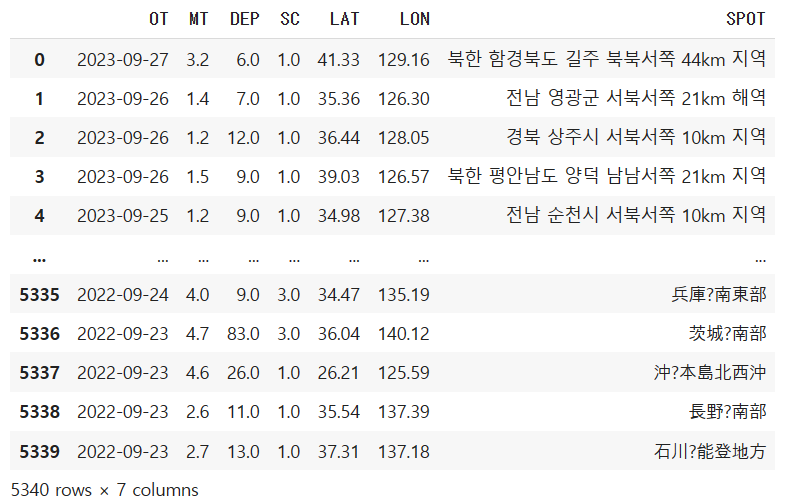 OT MT DEP SC LAT LON SPOT
0 2023-09-27 3.2 6.0 1.0 41.33 129.16 북한 함경북도 길주 북북서쪽 44km 지역
1 2023-09-26 1.4 7.0 1.0 35.36 126.30 전남 영광군 서북서쪽 21km 해역
2 2023-09-26 1.2 12.0 1.0 36.44 128.05 경북 상주시 서북서쪽 10km 지역
3 2023-09-26 1.5 9.0 1.0 39.03 126.57 북한 평안남도 양덕 남남서쪽 21km 지역
4 2023-09-25 1.2 9.0 1.0 34.98 127.38 전남 순천시 서북서쪽 10km 지역
... ... ... ... ... ... ... ...
5335 2022-09-24 4.0 9.0 3.0 34.47 135.19 兵庫?南東部
5336 2022-09-23 4.7 83.0 3.0 36.04 140.12 茨城?南部
5337 2022-09-23 4.6 26.0 1.0 26.21 125.59 沖?本島北西沖
5338 2022-09-23 2.6 11.0 1.0 35.54 137.39 長野?南部
5339 2022-09-23 2.7 13.0 1.0 37.31 137.18 石川?能登地方
5340 rows × 7 columns